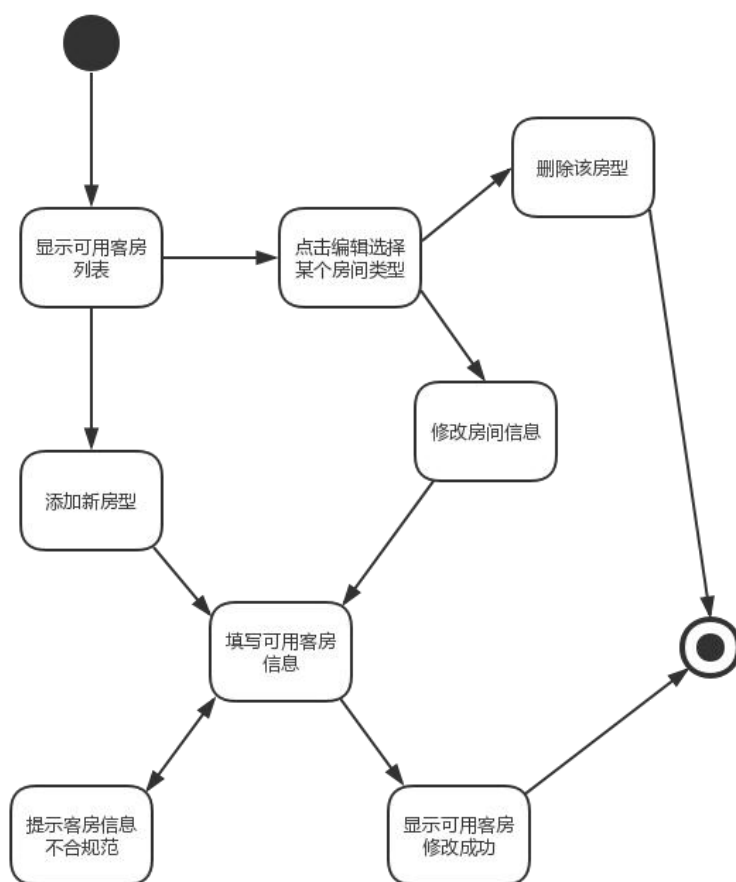 删除该房型
显示可用客房
列表
点击编辑选择
某个房间类型
修改房间信息
添加新房型
填写可用客房
信息
提示客房信息
不合规范
显示可用客房
修改成功